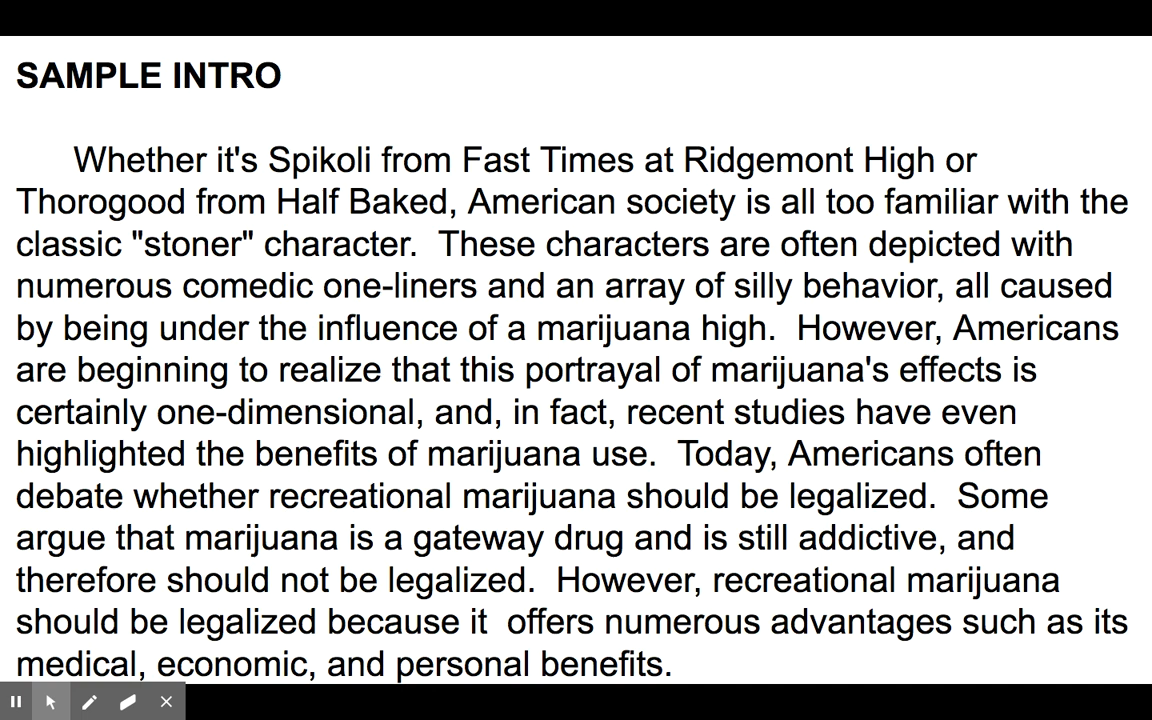 SAMPLE INTRO
Whether it's Spikoli from Fast Times at Ridgemont High or
Thorogood from Half Baked, American society is all too familiar with the
classic "stoner" character.  These characters are often depicted with
numerous comedic one-liners and an array of silly behavior, all caused
by being under the influence of a marijuana high.  However, Americans
are beginning to realize that this portrayal of marijuana's effects is
certainly one-dimensional, and, in fact, recent studies have even
highlighted the benefits of marijuana use.  Today, Americans often
debate whether recreational marijuana should be legalized.  Some
argue that marijuana is a gateway drug and is still addictive, and
therefore should not be legalized.  However, recreational marijuana
should be legalized because it  offers numerous advantages such as its
medical, economic, and personal benefits.